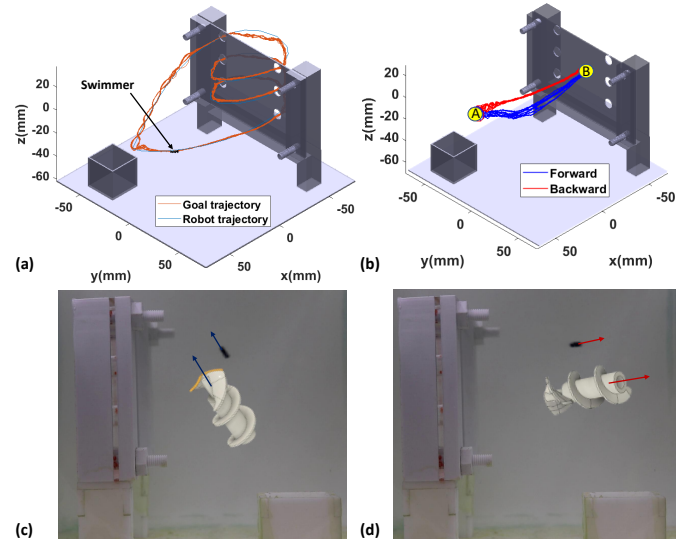 (a)
Swimmer
z(mm)
20
0
-20
-40
-60
-50
0
50
y(mm)
-50
0
50
x(mm)
Goal trajectory
Robot trajectory
(b)
A
B
z(mm)
20
0
-20
-40
-60
-50
0
50
y(mm)
-50
0
50
x(mm)
Forward
Backward
(c)
(d)